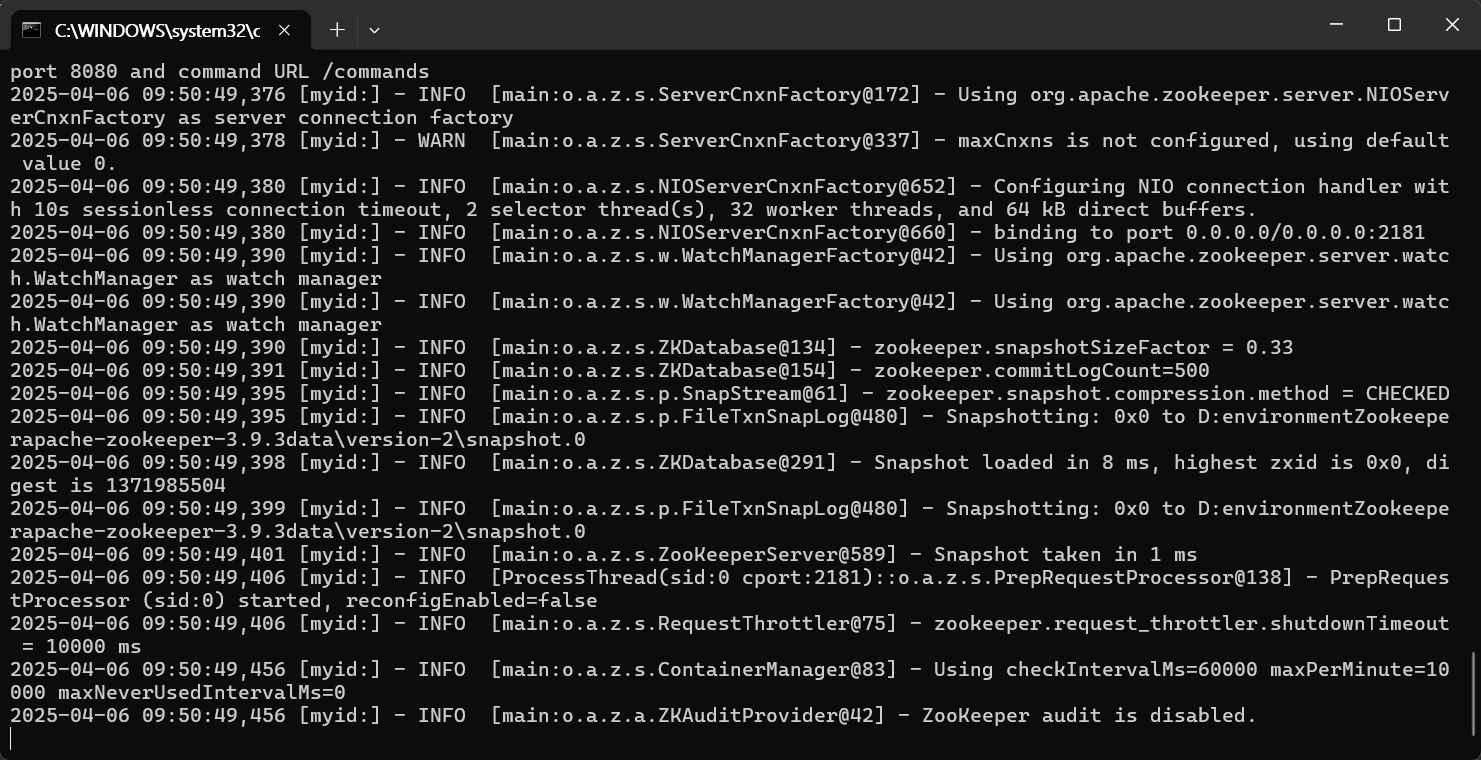 C:\WINDOWS\system32\c
port 8080 and command URL /commands
2025-04-06 09:50:49,376 [myid:] - INFO  [main:o.a.z.s.ServerCnxnFactory@172] - Using org.apache.zookeeper.server.NIOServ
erCnxnFactory as server connection factory
2025-04-06 09:50:49,378 [myid:] - WARN  [main:o.a.z.s.ServerCnxnFactory@337] - maxCnxns is not configured, using default
 value 0.
2025-04-06 09:50:49,380 [myid:] - INFO  [main:o.a.z.s.NIOServerCnxnFactory@652] - Configuring NIO connection handler wit
h 10s sessionless connection timeout, 2 selector thread(s), 32 worker threads, and 64 kB direct buffers.
2025-04-06 09:50:49,380 [myid:] - INFO  [main:o.a.z.s.NIOServerCnxnFactory@660] - binding to port 0.0.0.0/0.0.0.0:2181
2025-04-06 09:50:49,390 [myid:] - INFO  [main:o.a.z.s.w.WatchManagerFactory@42] - Using org.apache.zookeeper.server.watc
h.WatchManager as watch manager
2025-04-06 09:50:49,390 [myid:] - INFO  [main:o.a.z.s.w.WatchManagerFactory@42] - Using org.apache.zookeeper.server.watc
h.WatchManager as watch manager
2025-04-06 09:50:49,390 [myid:] - INFO  [main:o.a.z.s.ZKDatabase@134] - zookeeper.snapshotSizeFactor = 0.33
2025-04-06 09:50:49,391 [myid:] - INFO  [main:o.a.z.s.ZKDatabase@154] - zookeeper.commitLogCount=500
2025-04-06 09:50:49,395 [myid:] - INFO  [main:o.a.z.s.p.SnapStream@61] - zookeeper.snapshot.compression.method = CHECKED
2025-04-06 09:50:49,395 [myid:] - INFO  [main:o.a.z.s.p.FileTxnSnapLog@480] - Snapshotting: 0x0 to D:environmentZookeepe
rapache-zookeeper-3.9.3data\version-2\snapshot.0
2025-04-06 09:50:49,398 [myid:] - INFO  [main:o.a.z.s.ZKDatabase@291] - Snapshot loaded in 8 ms, highest zxid is 0x0, di
gest is 1371985504
2025-04-06 09:50:49,399 [myid:] - INFO  [main:o.a.z.s.p.FileTxnSnapLog@480] - Snapshotting: 0x0 to D:environmentZookeepe
rapache-zookeeper-3.9.3data\version-2\snapshot.0
2025-04-06 09:50:49,401 [myid:] - INFO  [main:o.a.z.s.ZooKeeperServer@589] - Snapshot taken in 1 ms
2025-04-06 09:50:49,406 [myid:] - INFO  [ProcessThread(sid:0 cport:2181)::o.a.z.s.PrepRequestProcessor@138] - PrepReques
tProcessor (sid:0) started, reconfigEnabled=false
2025-04-06 09:50:49,406 [myid:] - INFO  [main:o.a.z.s.RequestThrottler@75] - zookeeper.request_throttler.shutdownTimeout
 = 10000 ms
2025-04-06 09:50:49,456 [myid:] - INFO  [main:o.a.z.s.ContainerManager@83] - Using checkIntervalMs=60000 maxPerMinute=10
000 maxNeverUsedIntervalMs=0
2025-04-06 09:50:49,456 [myid:] - INFO  [main:o.a.z.a.ZKAuditProvider@42] - ZooKeeper audit is disabled.